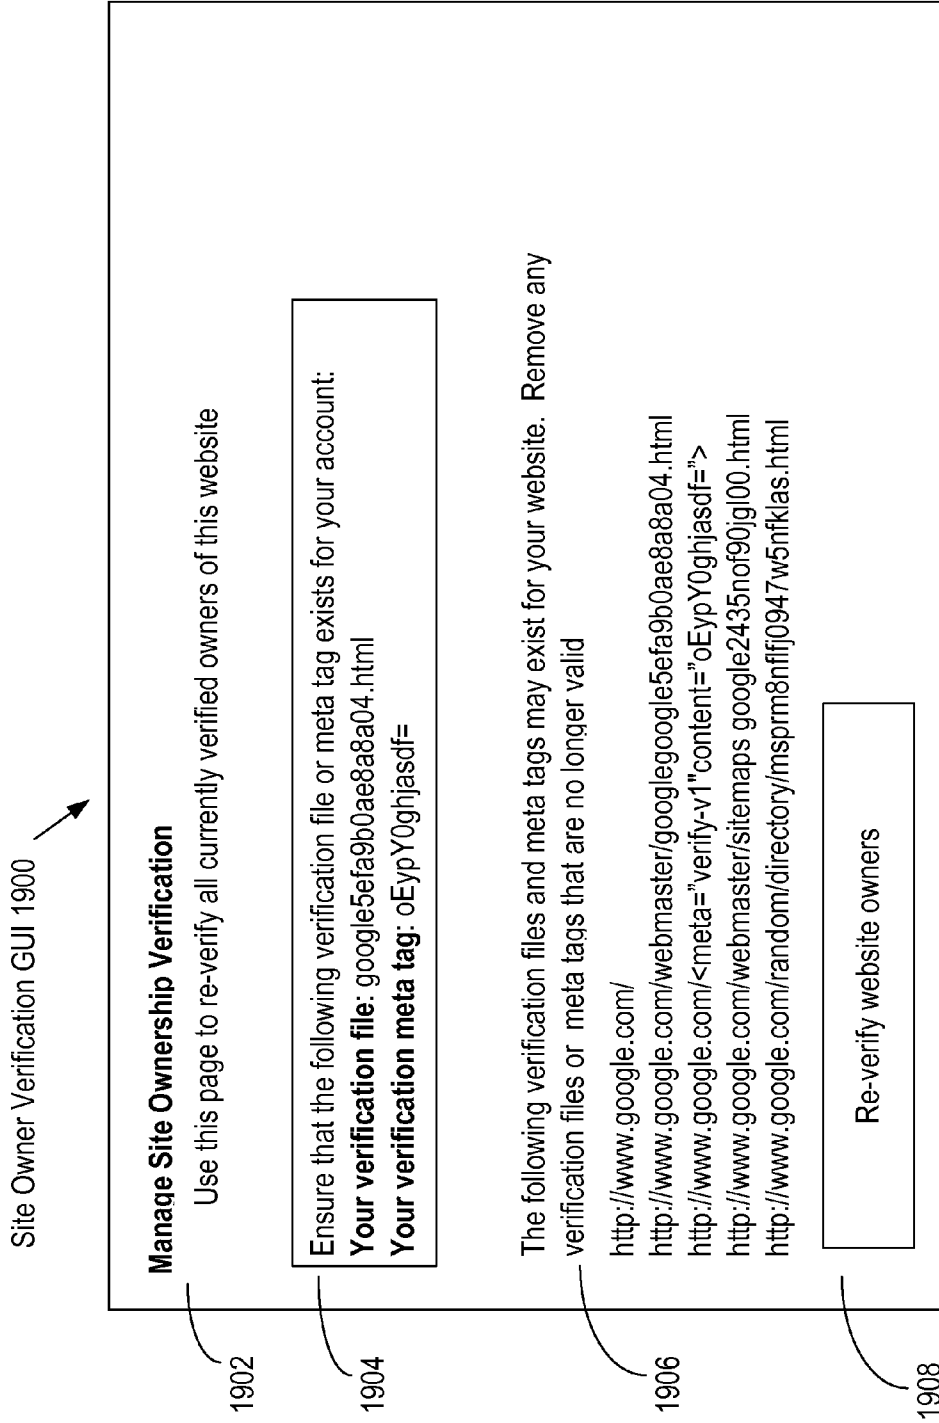 Site Owner Verification GUI 1900
Manage Site Ownership Verification
Use this page to re-verify all currently verified owners of this website
1902
Ensure that the following verification file or meta tag exists for your account:
Your verification file: google5efa9b0ae8a8a04.html
Your verification meta tag: oEypY0ghjasdf=
1904
The following verification files and meta tags may exist for your website. Remove any
verification files or meta tags that are no longer valid
1906
http://www.google.com/
http://www.google.com/webmaster/googlegoogle5efa9b0ae8a8a04.html
http://www.google.com/<meta=”verify-v1"content=”oEypY0ghjasdf=”>
http://www.google.com/webmaster/sitemaps google2435nof90jgl00.html
http://www.google.com/random/directory/msprm8nflfj0947w5nfklas.html
Re-verify website owners
1908